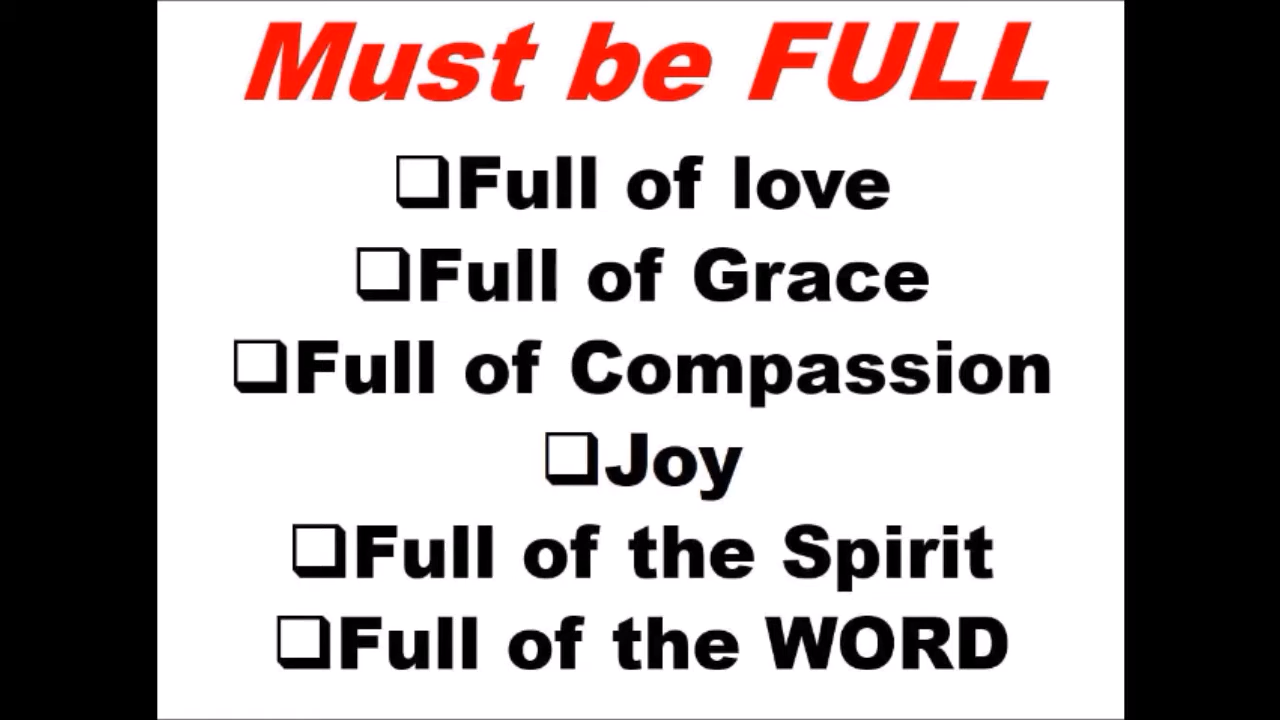 Must be FULL
❑Full of love
❑Full of Grace
❑Full of Compassion
❑Joy
❑Full of the Spirit
❑Full of the WORD